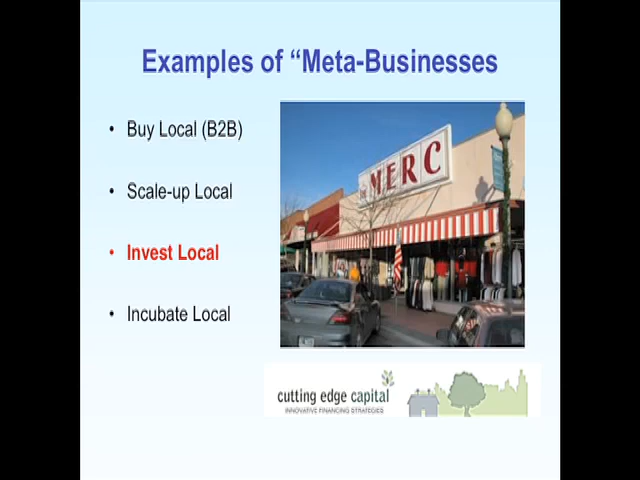 Examples of “Meta-Businesses
• Buy Local (B2B)
• Scale-up Local
• Invest Local
• Incubate Local
MERC
cutting edge capital
INNOVATIVE FINANCING STRATEGIES